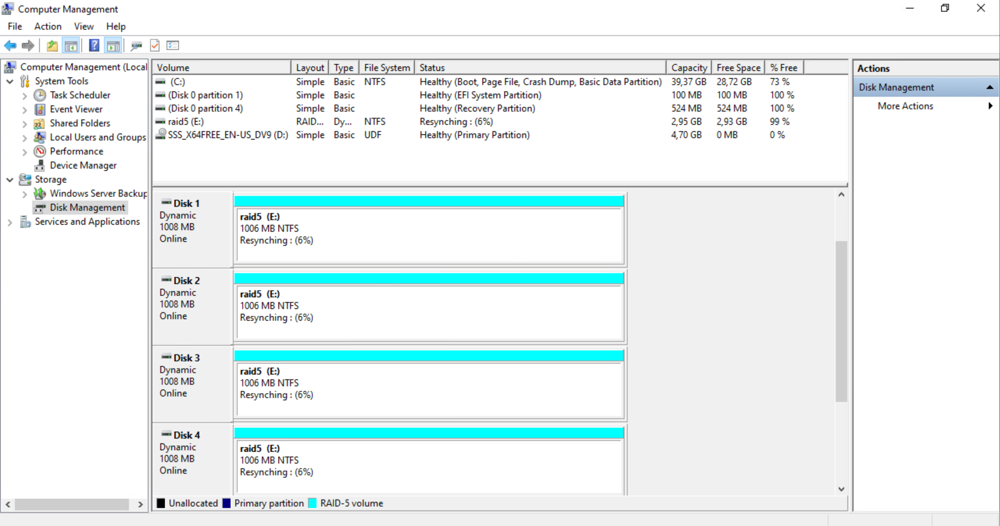 Computer Management
File Action View Help
Computer Management (Local
System Tools
Task Scheduler
Event Viewer
Shared Folders
Local Users and Groups
Performance
Device Manager
Storage
Windows Server Backup
Disk Management
Services and Applications
Volume Layout Type File System Status Capacity Free Space % Free
(C:) Simple Basic NTFS Healthy (Boot, Page File, Crash Dump, Basic Data Partition) 39,37 GB 28,72 GB 73 %
(Disk 0 partition 1) Simple Basic Healthy (EFI System Partition) 100 MB 100 MB 100 %
(Disk 0 partition 4) Simple Basic Healthy (Recovery Partition) 524 MB 524 MB 100 %
raid5 (E:) RAID... Dy... NTFS Resynching : (6%) 2,95 GB 2,93 GB 99 %
SSS_X64FREE_EN-US_DV9 (D:) Simple Basic UDF Healthy (Primary Partition) 4,70 GB 0 MB 0 %
Disk 1
Dynamic
1008 MB
Online
raid5 (E:)
1006 MB NTFS
Resynching : (6%)
Disk 2
Dynamic
1008 MB
Online
raid5 (E:)
1006 MB NTFS
Resynching : (6%)
Disk 3
Dynamic
1008 MB
Online
raid5 (E:)
1006 MB NTFS
Resynching : (6%)
Disk 4
Dynamic
1008 MB
Online
raid5 (E:)
1006 MB NTFS
Resynching : (6%)
Unallocated Primary partition RAID-5 volume
Actions
Disk Management
More Actions